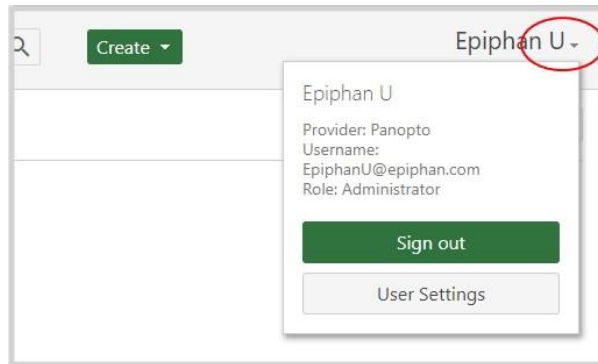 Create
Epiphan U
Epiphan U
Provider: Panopto
Username:
EpiphanU@epiphan.com
Role: Administrator
Sign out
User Settings